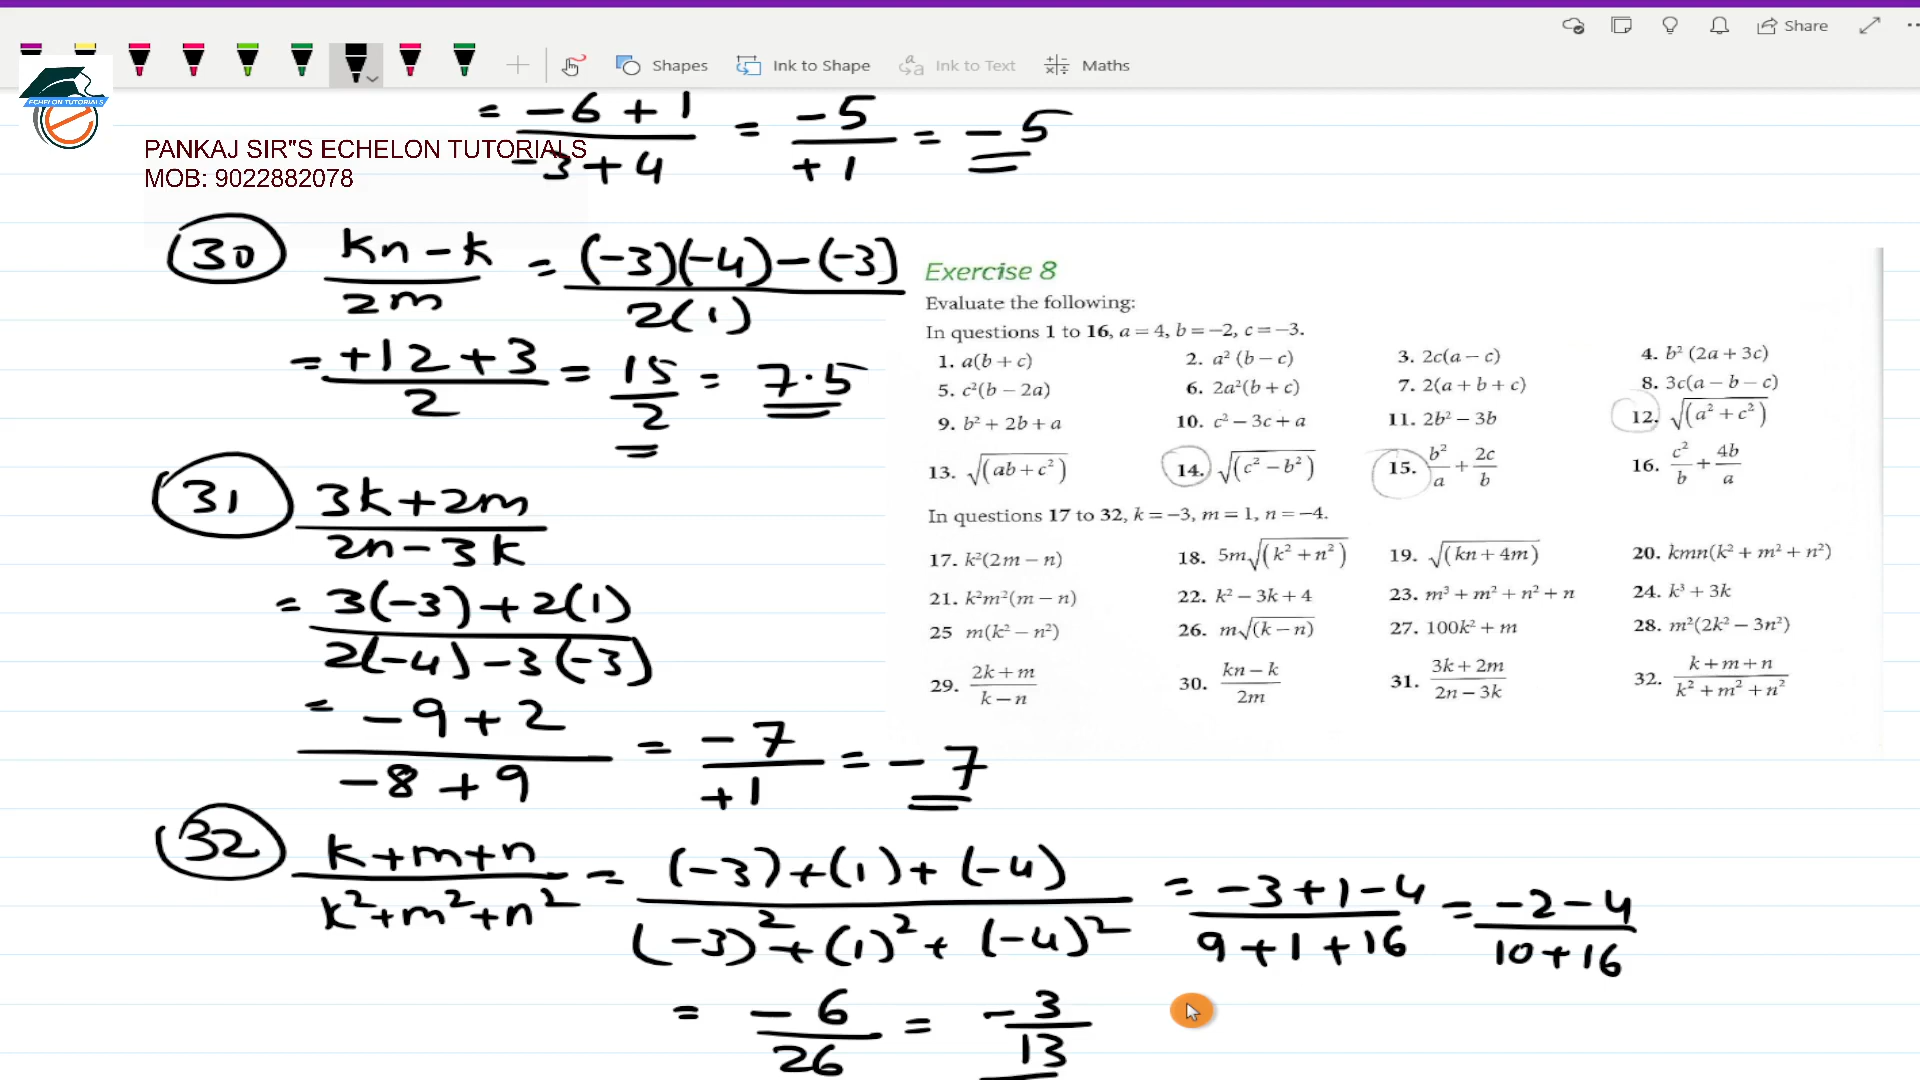 Share
Shapes
Ink to Shape
Ink to Text
Maths
ECHELON TUTORIALS
PANKAJ SIR"S ECHELON TUTORIALS
MOB: 9022882078
= (-6 + 1)/(-3 + 4) = (-5)/(+1) = -5
30 (kn - k)/(2m) = ((-3)(-4) - (-3))/(2(1))
= (+12 + 3)/2 = 15/2 = 7.5
31 (3k + 2m)/(2n - 3k)
= (3(-3) + 2(1))/(2(-4) - 3(-3))
= (-9 + 2)/(-8 + 9) = (-7)/(+1) = -7
32 (k + m + n)/(k² + m² + n²) = ((-3) + (1) + (-4))/((-3)² + (1)² + (-4)²) = (-3 + 1 - 4)/(9 + 1 + 16) = (-2 - 4)/(10 + 16)
= -6/26 = -3/13
Exercise 8
Evaluate the following:
In questions 1 to 16, a = 4, b = −2, c = −3.
1. a(b + c) 2. a² (b − c) 3. 2c(a − c) 4. b² (2a + 3c)
5. c²(b − 2a) 6. 2a²(b + c) 7. 2(a + b + c) 8. 3c(a − b − c)
9. b² + 2b + a 10. c² − 3c + a 11. 2b² − 3b 12. √(a² + c²)
13. √(ab + c²) 14. √(c² − b²) 15. b²/a + 2c/b 16. c²/b + 4b/a
In questions 17 to 32, k = −3, m = 1, n = −4.
17. k²(2m − n) 18. 5m√(k² + n²) 19. √(kn + 4m) 20. kmn(k² + m² + n²)
21. k²m²(m − n) 22. k² − 3k + 4 23. m³ + m² + n² + n 24. k³ + 3k
25 m(k² − n²) 26. m√(k − n) 27. 100k² + m 28. m²(2k² − 3n²)
29. (2k + m)/(k − n) 30. (kn − k)/(2m) 31. (3k + 2m)/(2n − 3k) 32. (k + m + n)/(k² + m² + n²)